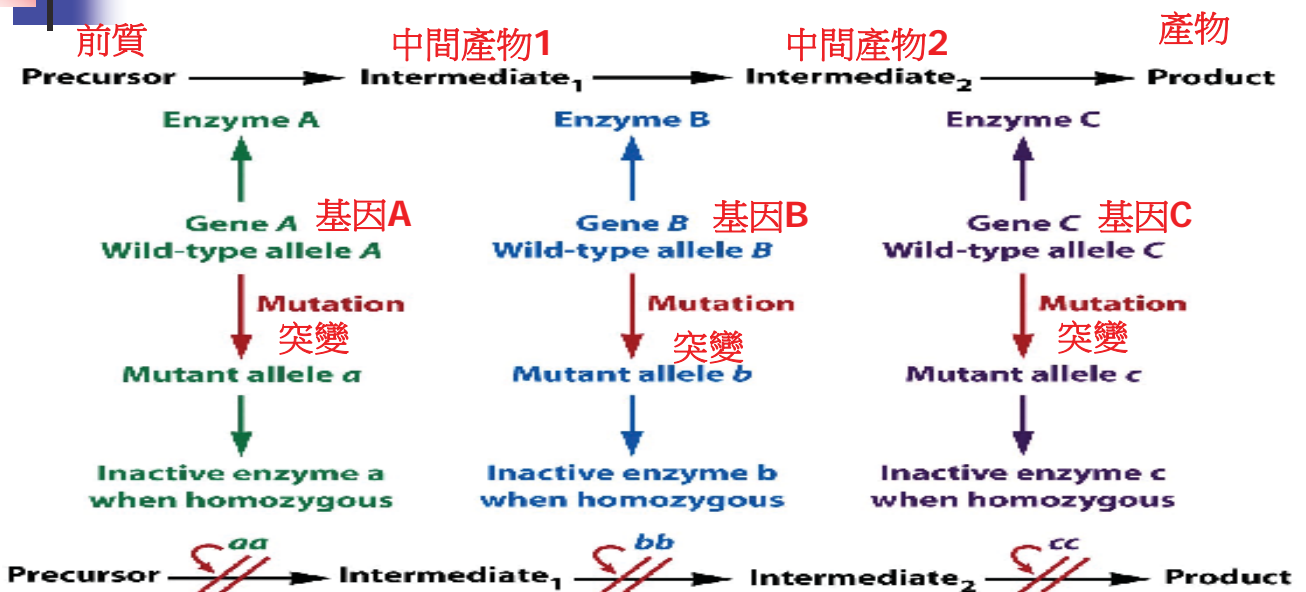 前質 中間產物1 中間產物2 產物
Precursor Intermediate1 Intermediate2 Product
Enzyme A Enzyme B Enzyme C
Gene A 基因A Gene B 基因B Gene C 基因C
Wild-type allele A Wild-type allele B Wild-type allele C
Mutation Mutation Mutation
突變 突變 突變
Mutant allele a Mutant allele b Mutant allele c
Inactive enzyme a Inactive enzyme b Inactive enzyme c
when homozygous when homozygous when homozygous
aa bb cc
Precursor Intermediate1 Intermediate2 Product